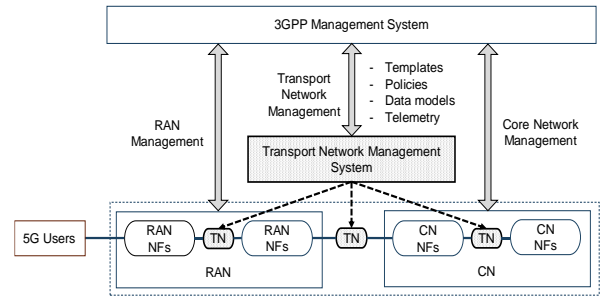 3GPP Management System
Transport
Network
Management
- Templates
- Policies
- Data models
- Telemetry
RAN
Management
Core Network
Management
Transport Network Management
System
5G Users
RAN
NFs
TN
RAN
NFs
TN
CN
NFs
TN
CN
NFs
RAN
CN